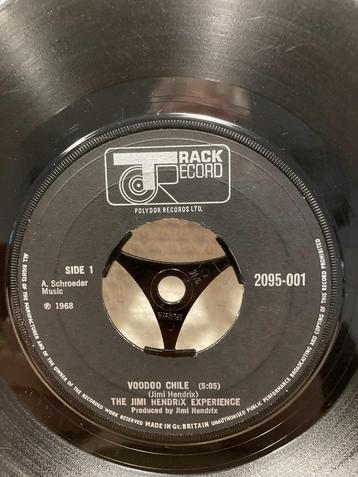 TRACK
RECORD
POLYDOR RECORDS LTD.
SIDE 1
A. Schroeder
Music
℗ 1968
2095-001
VOODOO CHILE (5:05)
(Jimi Hendrix)
THE JIMI HENDRIX EXPERIENCE
Produced by Jimi Hendrix
ALL RIGHTS OF THE MANUFACTURER AND OF THE OWNER OF THE RECORDED WORK RESERVED MADE IN Gt: BRITAIN UNAUTHORISED PUBLIC PERFORMANCE BROADCASTING AND COPYING OF THIS RECORD PROHIBITED